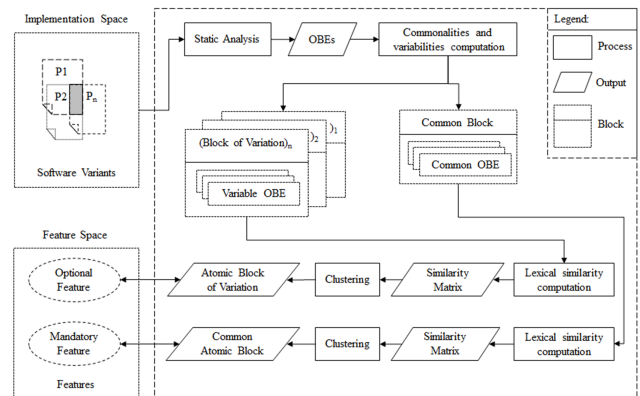 Implementation Space
P1
P2
Pn
Software Variants
Static Analysis
OBEs
Commonalities and
variabilities computation
Legend:
Process
Output
Block
)1
)2
(Block of Variation)n
Variable OBE
Common Block
Common OBE
Feature Space
Optional
Feature
Atomic Block
of Variation
Clustering
Similarity
Matrix
Lexical similarity
computation
Mandatory
Feature
Common
Atomic Block
Clustering
Similarity
Matrix
Lexical similarity
computation
Features